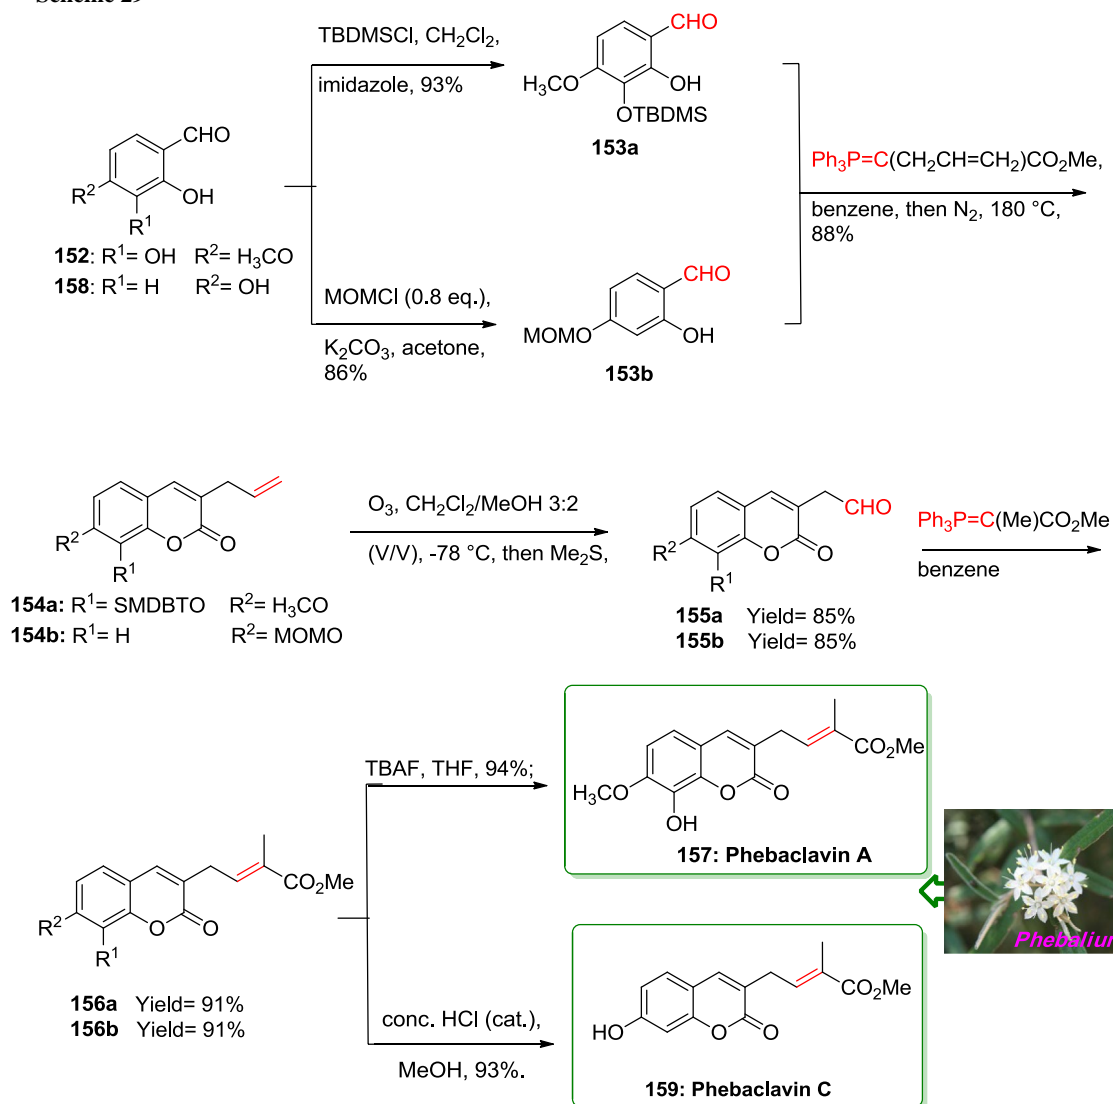 Scheme 29
TBDMSCl, CH₂Cl₂,
imidazole, 93%
CHO
H₃CO
OH
OTBDMS
153a
CHO
R²
OH
R¹
152: R¹= OH R²= H₃CO
158: R¹= H R²= OH
Ph₃P=C(CH₂CH=CH₂)CO₂Me,
benzene, then N₂, 180 °C,
88%
MOMCl (0.8 eq.),
K₂CO₃, acetone,
86%
CHO
MOMO
OH
153b
R²
O
O
R¹
154a: R¹= SMDBTO R²= H₃CO
154b: R¹= H R²= MOMO
O₃, CH₂Cl₂/MeOH 3:2
(V/V), -78 °C, then Me₂S,
CHO
R²
O
O
R¹
155a Yield= 85%
155b Yield= 85%
Ph₃P=C(Me)CO₂Me
benzene
CO₂Me
R²
O
O
R¹
156a Yield= 91%
156b Yield= 91%
TBAF, THF, 94%;
CO₂Me
H₃CO
O
O
OH
157: Phebaclavin A
Phebalium
conc. HCl (cat.),
MeOH, 93%.
CO₂Me
HO
O
O
159: Phebaclavin C